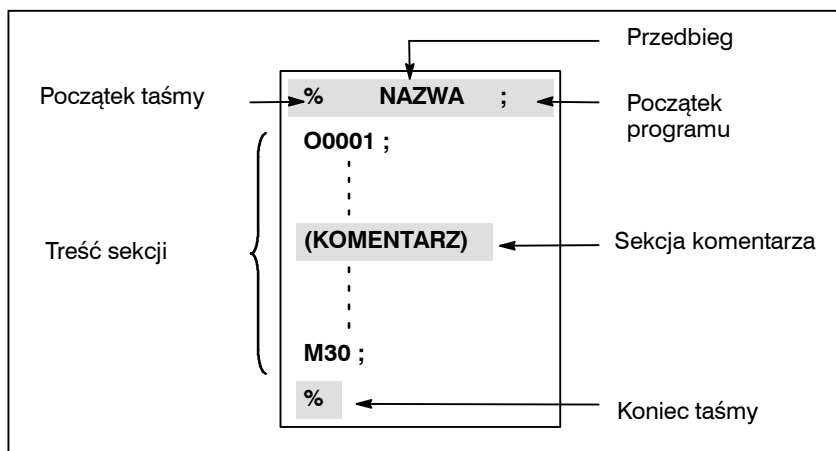 Przedbieg
Początek taśmy
% NAZWA ;
Początek
programu
O0001 ;
Treść sekcji
(KOMENTARZ)
Sekcja komentarza
M30 ;
%
Koniec taśmy